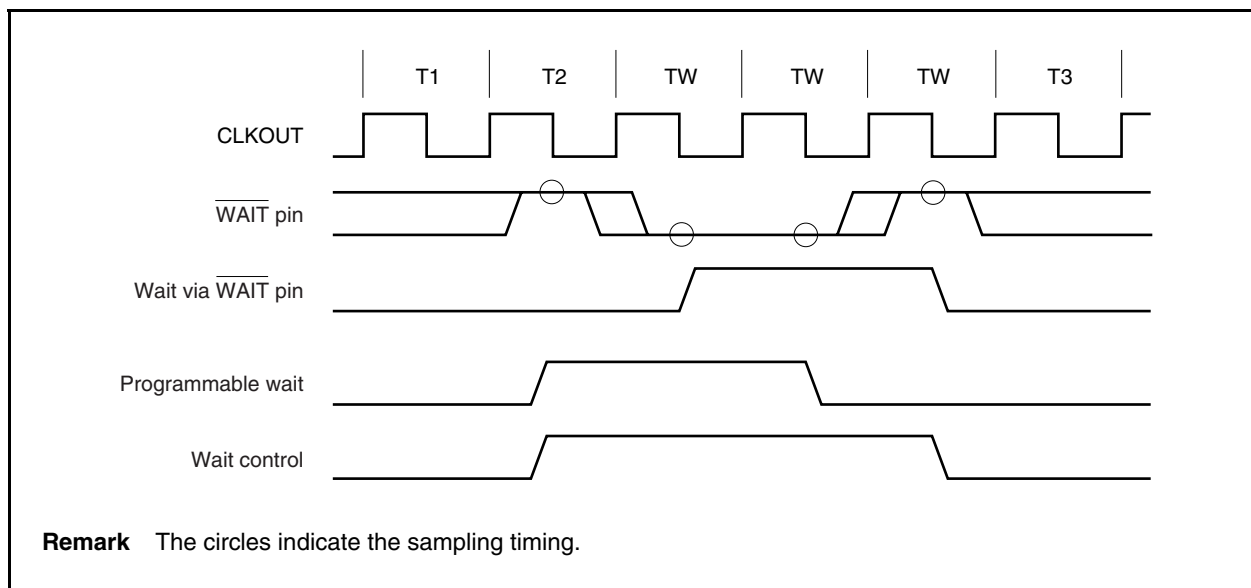 T1 T2 TW TW TW T3
CLKOUT
WAIT pin
Wait via WAIT pin
Programmable wait
Wait control
Remark The circles indicate the sampling timing.